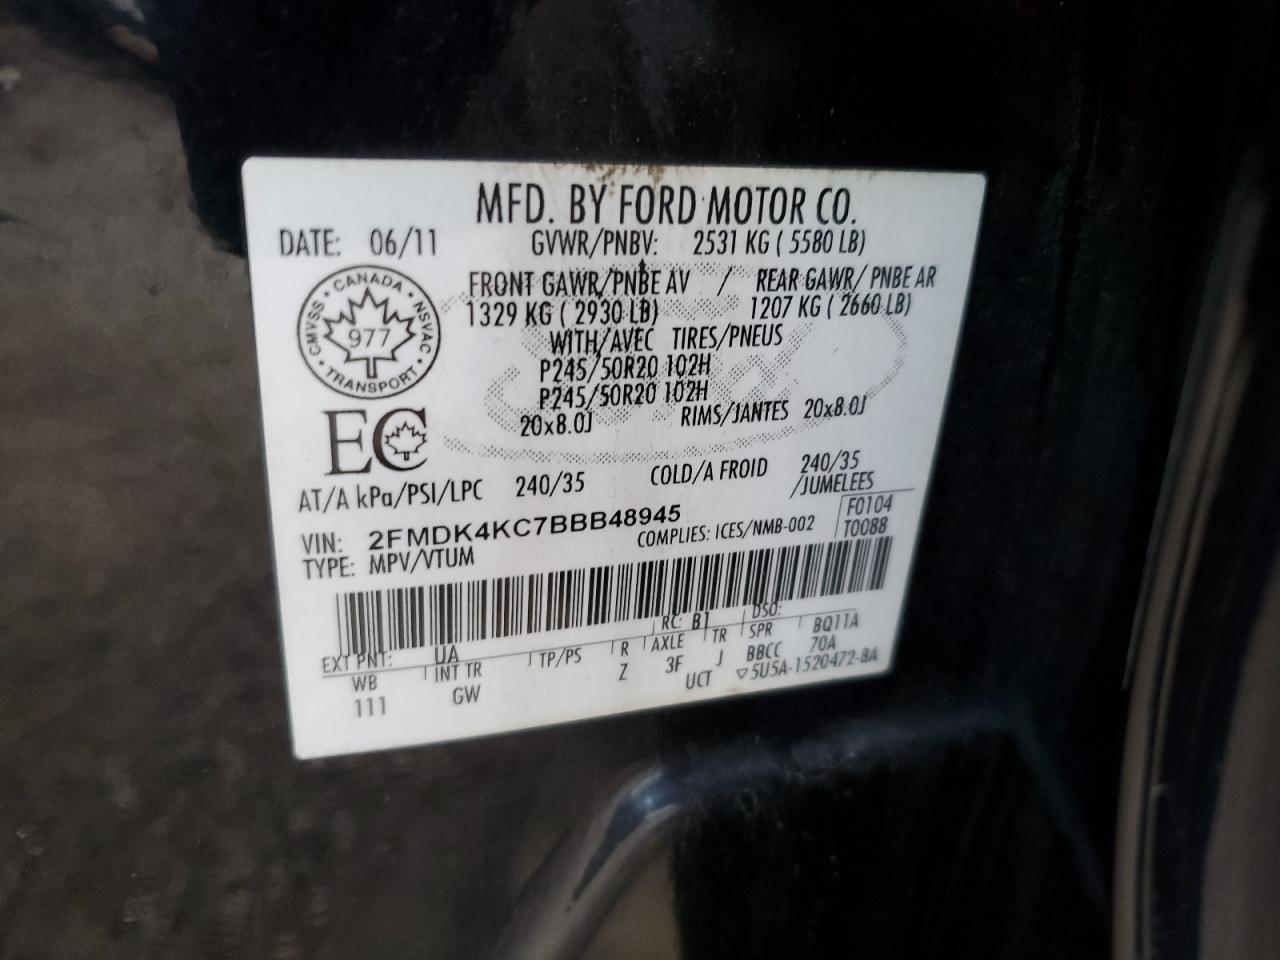 MFD. BY FORD MOTOR CO.
DATE: 06/11 GVWR/PNBV: 2531 KG ( 5580 LB)
FRONT GAWR/PNBE AV / REAR GAWR/ PNBE AR
1329 KG ( 2930 LB) 1207 KG ( 2660 LB)
WITH/AVEC TIRES/PNEUS
P245/50R20 102H
P245/50R20 102H
20x8.0J RIMS/JANTES 20x8.0J
CANADA
CMVSS NSVAC
977
TRANSPORT
EC
AT/A kPa/PSI/LPC 240/35 COLD/A FROID 240/35
/JUMELEES
VIN: 2FMDK4KC7BBB48945 F0104
TYPE: MPV/VTUM COMPLIES: ICES/NMB-002 T0088
EXT PNT: UA RC: B1 DSO:
WB INT TR TP/PS R AXLE TR SPR BQ11A
111 GW Z 3F J BBCC 70A
UCT ▽5U5A-1520472-BA